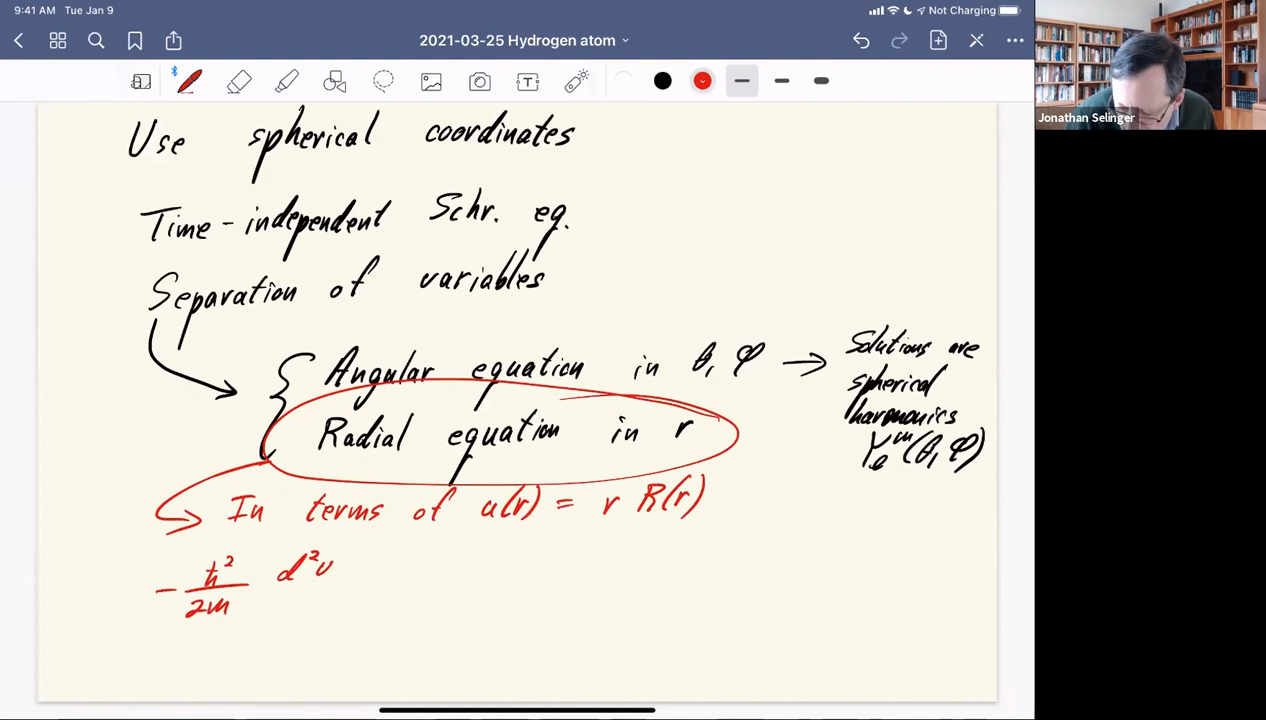 9:41 AM Tue Jan 9
Not Charging
2021-03-25 Hydrogen atom
T
Jonathan Selinger
Use spherical coordinates
Time-independent Schr. eq.
Separation of variables
Angular equation in θ, φ → Solutions are
spherical
harmonics
Yₗᵐ(θ, φ)
Radial equation in r
In terms of u(r) = r R(r)
- ħ²/2m d²u